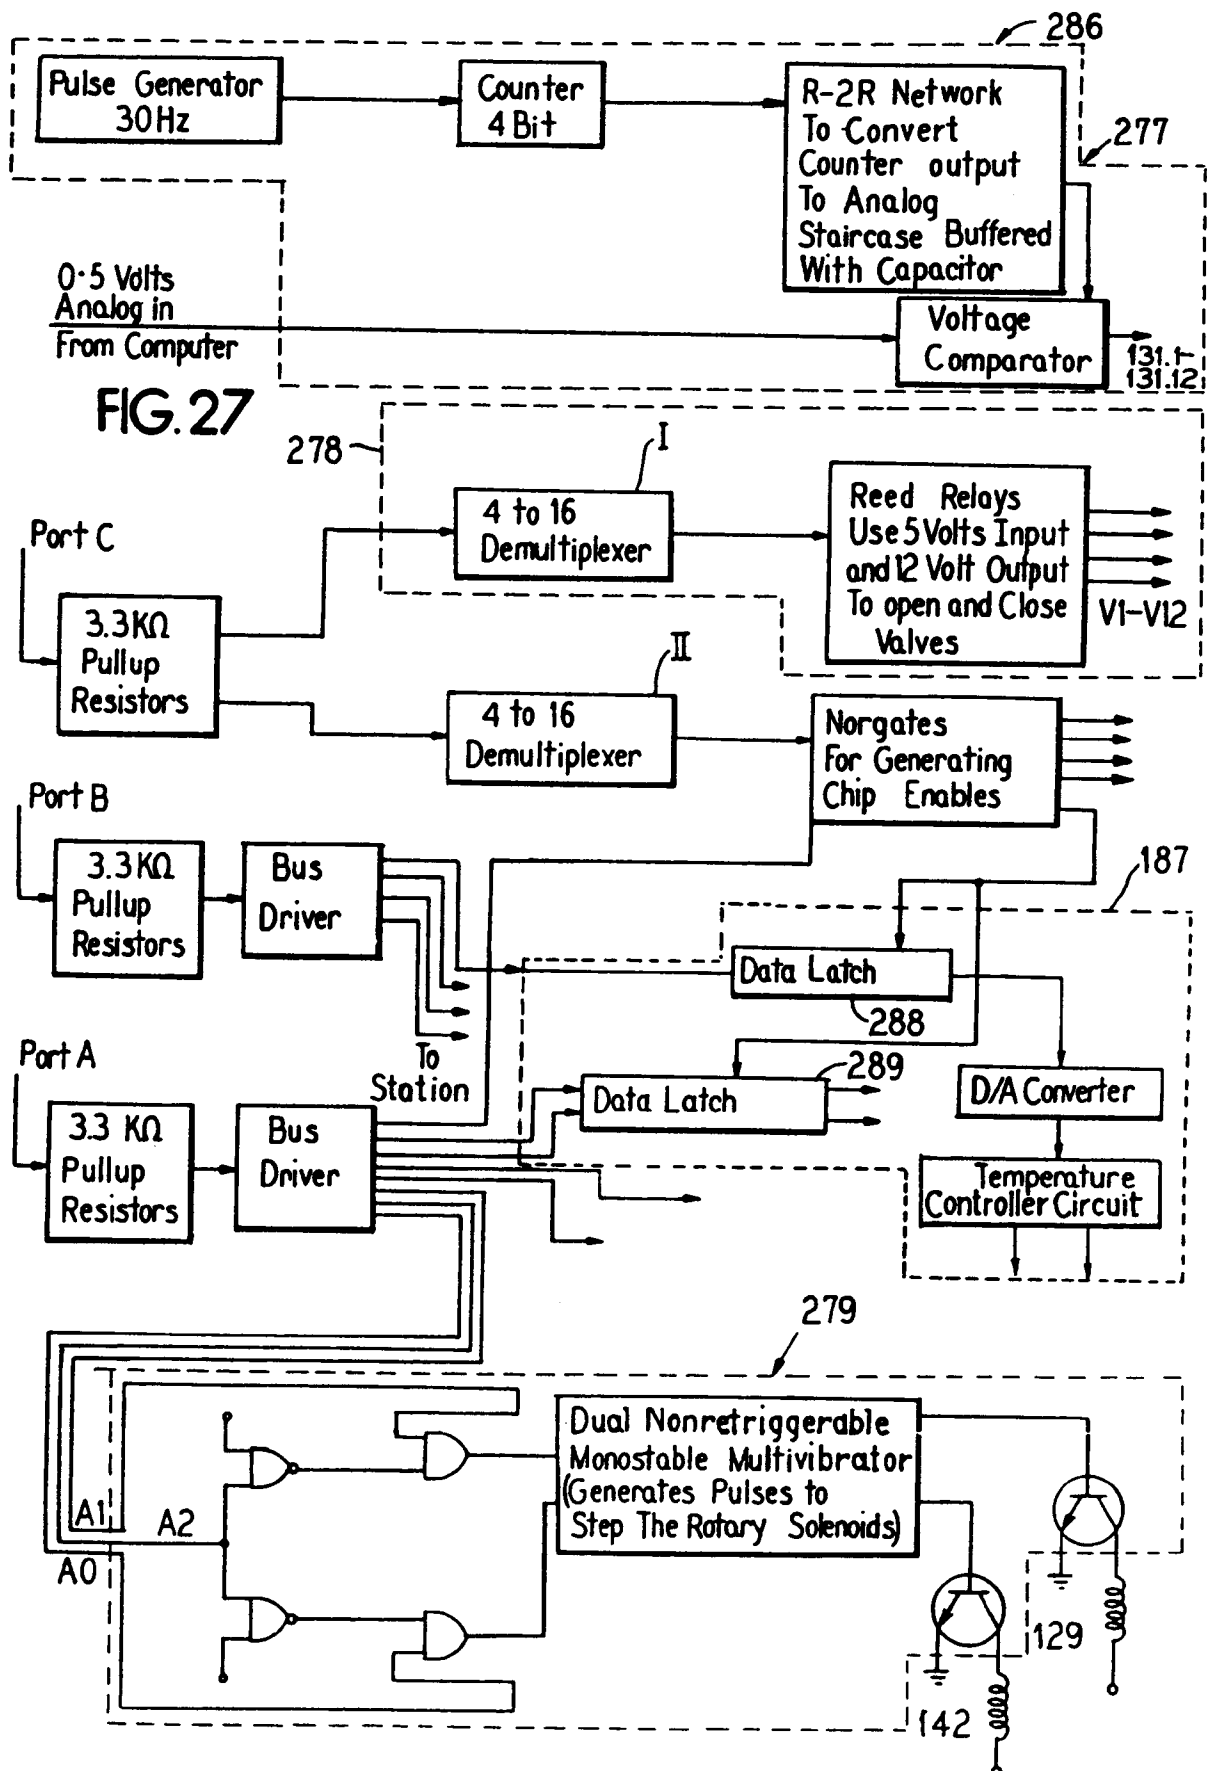 286
Pulse Generator
30Hz
Counter
4 Bit
R-2R Network
To Convert
Counter output
To Analog
Staircase Buffered
With Capacitor
277
0·5 Volts
Analog in
From Computer
Voltage
Comparator
131.1-
131.12
FIG. 27
278
I
4 to 16
Demultiplexer
Reed Relays
Use 5 Volts Input
and 12 Volt Output
To open and Close
Valves
V1-V12
Port C
3.3KΩ
Pullup
Resistors
II
4 to 16
Demultiplexer
Norgates
For Generating
Chip Enables
Port B
3.3KΩ
Pullup
Resistors
Bus
Driver
187
Data Latch
288
To
Station
Port A
3.3 KΩ
Pullup
Resistors
Bus
Driver
289
Data Latch
D/A Converter
Temperature
Controller Circuit
279
Dual Nonretriggerable
Monostable Multivibrator
(Generates Pulses to
Step The Rotary Solenoids)
A1
A2
A0
129
142